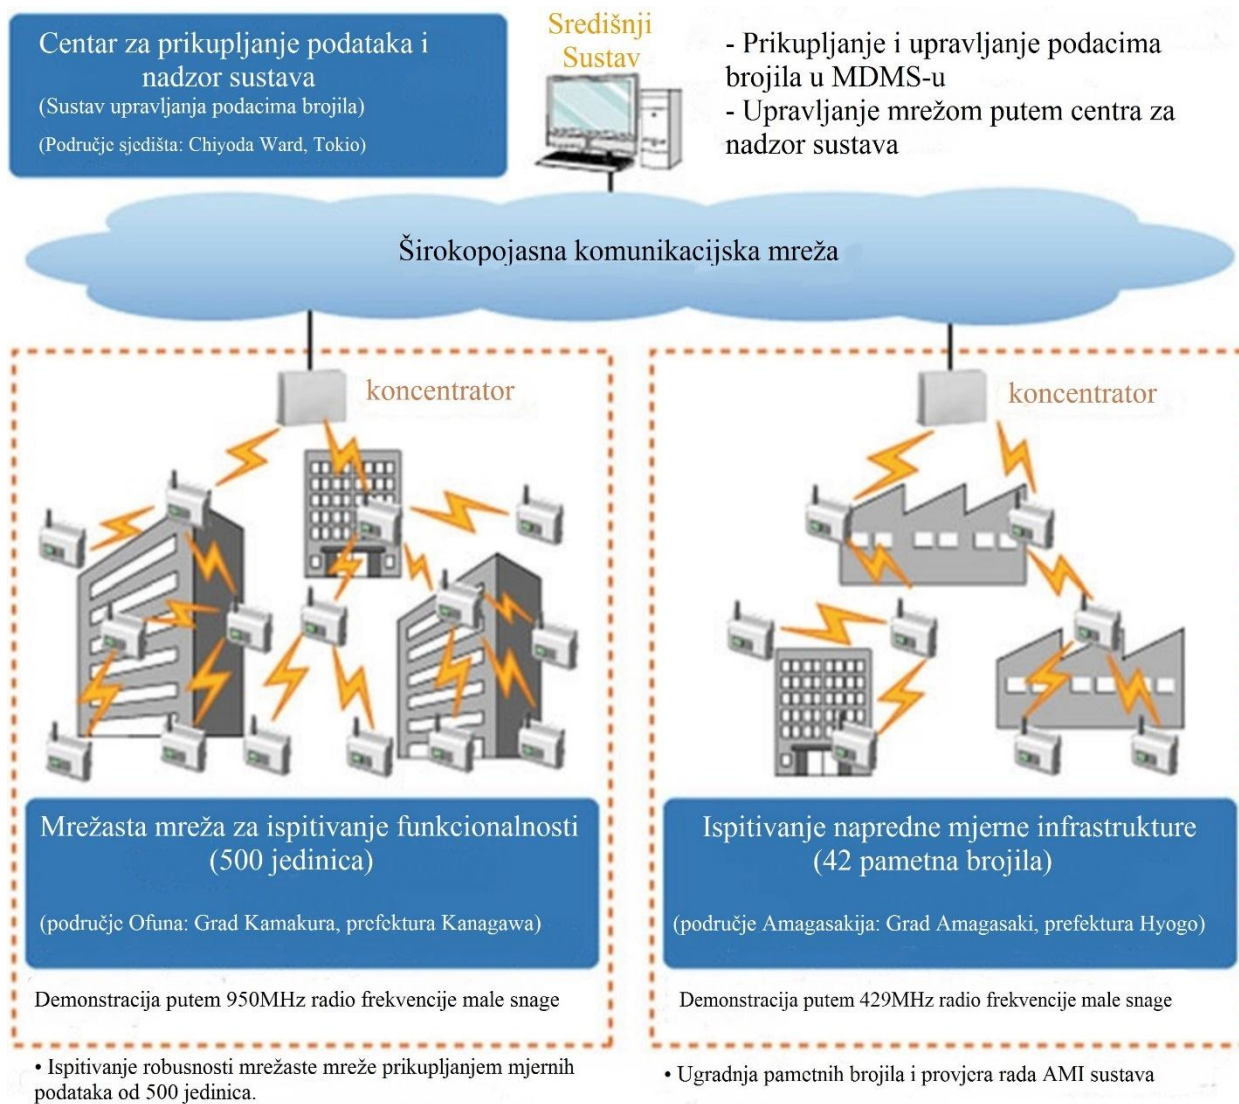 Centar za prikupljanje podataka i
nadzor sustava
(Sustav upravljanja podacima brojila)
(Područje sjedišta: Chiyoda Ward, Tokio)
Središnji
Sustav
- Prikupljanje i upravljanje podacima
brojila u MDMS-u
- Upravljanje mrežom putem centra za
nadzor sustava
Širokopojasna komunikacijska mreža
koncentrator
koncentrator
Mrežasta mreža za ispitivanje funkcionalnosti
(500 jedinica)
(područje Ofuna: Grad Kamakura, prefektura Kanagawa)
Demonstracija putem 950MHz radio frekvencije male snage
• Ispitivanje robusnosti mrežaste mreže prikupljanjem mjernih
podataka od 500 jedinica.
Ispitivanje napredne mjerne infrastrukture
(42 pametna brojila)
(područje Amagasakija: Grad Amagasaki, prefektura Hyogo)
Demonstracija putem 429MHz radio frekvencije male snage
• Ugradnja pametnih brojila i provjera rada AMI sustava